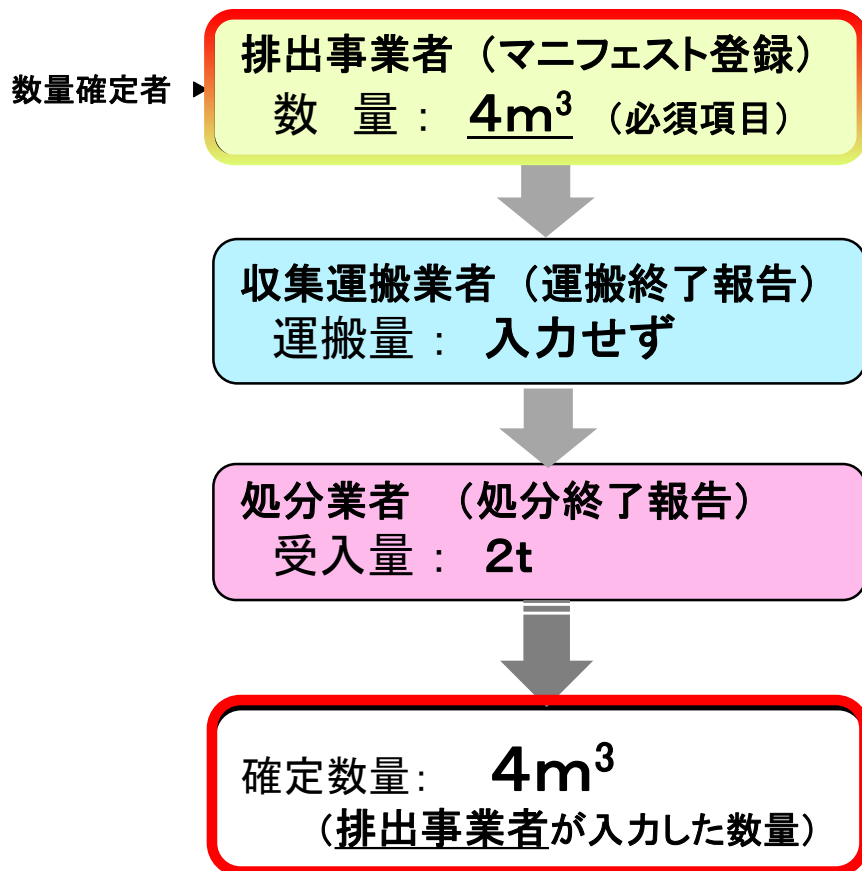 排出事業者（マニフェスト登録）
数量確定者
数　量： 4m³ （必須項目）
収集運搬業者（運搬終了報告）
運搬量： 入力せず
処分業者　（処分終了報告）
受入量： 2t
確定数量： 4m³
（排出事業者が入力した数量）